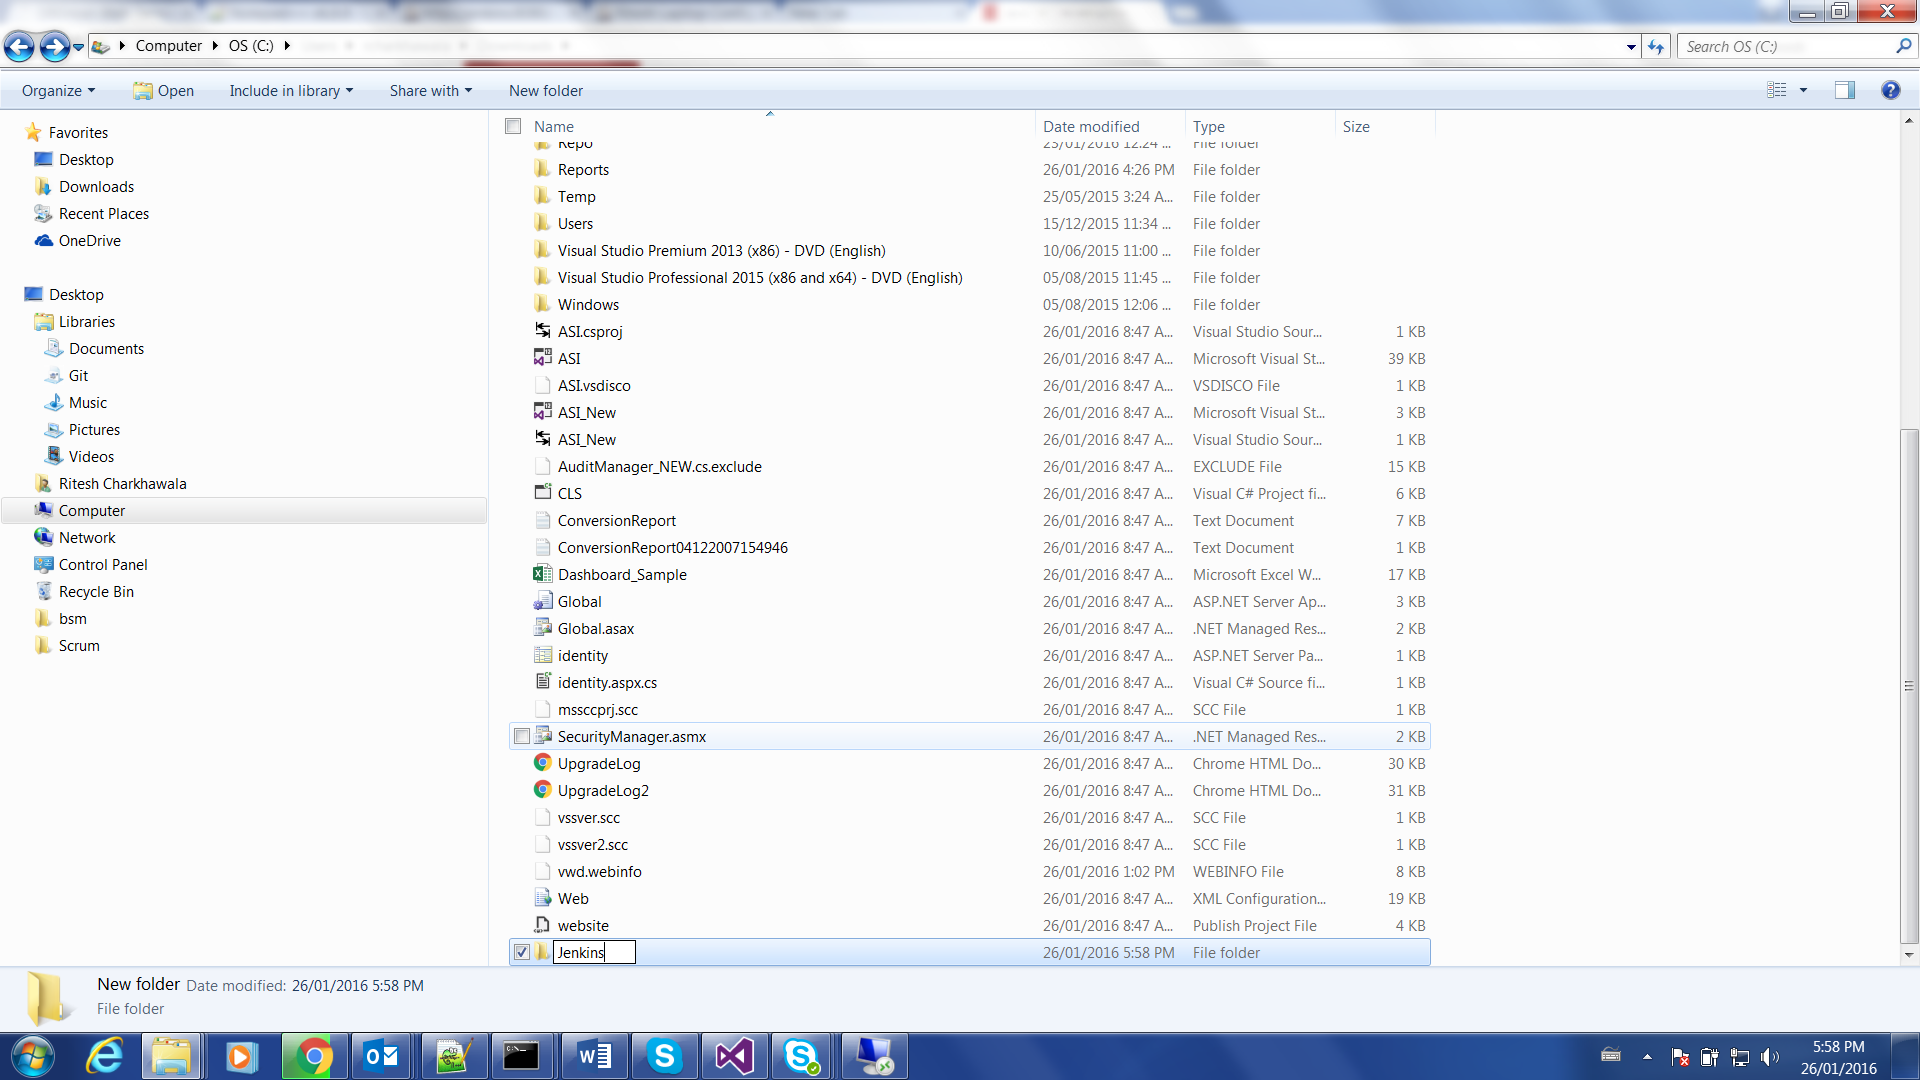 Computer OS (C:)
Search OS (C:)
Organize Open Include in library Share with New folder
Favorites
Desktop
Downloads
Recent Places
OneDrive
Desktop
Libraries
Documents
Git
Music
Pictures
Videos
Ritesh Charkhawala
Computer
Network
Control Panel
Recycle Bin
bsm
Scrum
Name Date modified Type Size
Repo 25/01/2016 12:24 ... File folder
Reports 26/01/2016 4:26 PM File folder
Temp 25/05/2015 3:24 A... File folder
Users 15/12/2015 11:34 ... File folder
Visual Studio Premium 2013 (x86) - DVD (English) 10/06/2015 11:00 ... File folder
Visual Studio Professional 2015 (x86 and x64) - DVD (English) 05/08/2015 11:45 ... File folder
Windows 05/08/2015 12:06 ... File folder
ASI.csproj 26/01/2016 8:47 A... Visual Studio Sour... 1 KB
ASI 26/01/2016 8:47 A... Microsoft Visual St... 39 KB
ASI.vsdisco 26/01/2016 8:47 A... VSDISCO File 1 KB
ASI_New 26/01/2016 8:47 A... Microsoft Visual St... 3 KB
ASI_New 26/01/2016 8:47 A... Visual Studio Sour... 1 KB
AuditManager_NEW.cs.exclude 26/01/2016 8:47 A... EXCLUDE File 15 KB
CLS 26/01/2016 8:47 A... Visual C# Project fi... 6 KB
ConversionReport 26/01/2016 8:47 A... Text Document 7 KB
ConversionReport04122007154946 26/01/2016 8:47 A... Text Document 1 KB
Dashboard_Sample 26/01/2016 8:47 A... Microsoft Excel W... 17 KB
Global 26/01/2016 8:47 A... ASP.NET Server Ap... 3 KB
Global.asax 26/01/2016 8:47 A... .NET Managed Res... 2 KB
identity 26/01/2016 8:47 A... ASP.NET Server Pa... 1 KB
identity.aspx.cs 26/01/2016 8:47 A... Visual C# Source fi... 1 KB
mssccprj.scc 26/01/2016 8:47 A... SCC File 1 KB
SecurityManager.asmx 26/01/2016 8:47 A... .NET Managed Res... 2 KB
UpgradeLog 26/01/2016 8:47 A... Chrome HTML Do... 30 KB
UpgradeLog2 26/01/2016 8:47 A... Chrome HTML Do... 31 KB
vssver.scc 26/01/2016 8:47 A... SCC File 1 KB
vssver2.scc 26/01/2016 8:47 A... SCC File 1 KB
vwd.webinfo 26/01/2016 1:02 PM WEBINFO File 8 KB
Web 26/01/2016 8:47 A... XML Configuration... 19 KB
website 26/01/2016 8:47 A... Publish Project File 4 KB
Jenkins 26/01/2016 5:58 PM File folder
New folder Date modified: 26/01/2016 5:58 PM
File folder
5:58 PM
26/01/2016